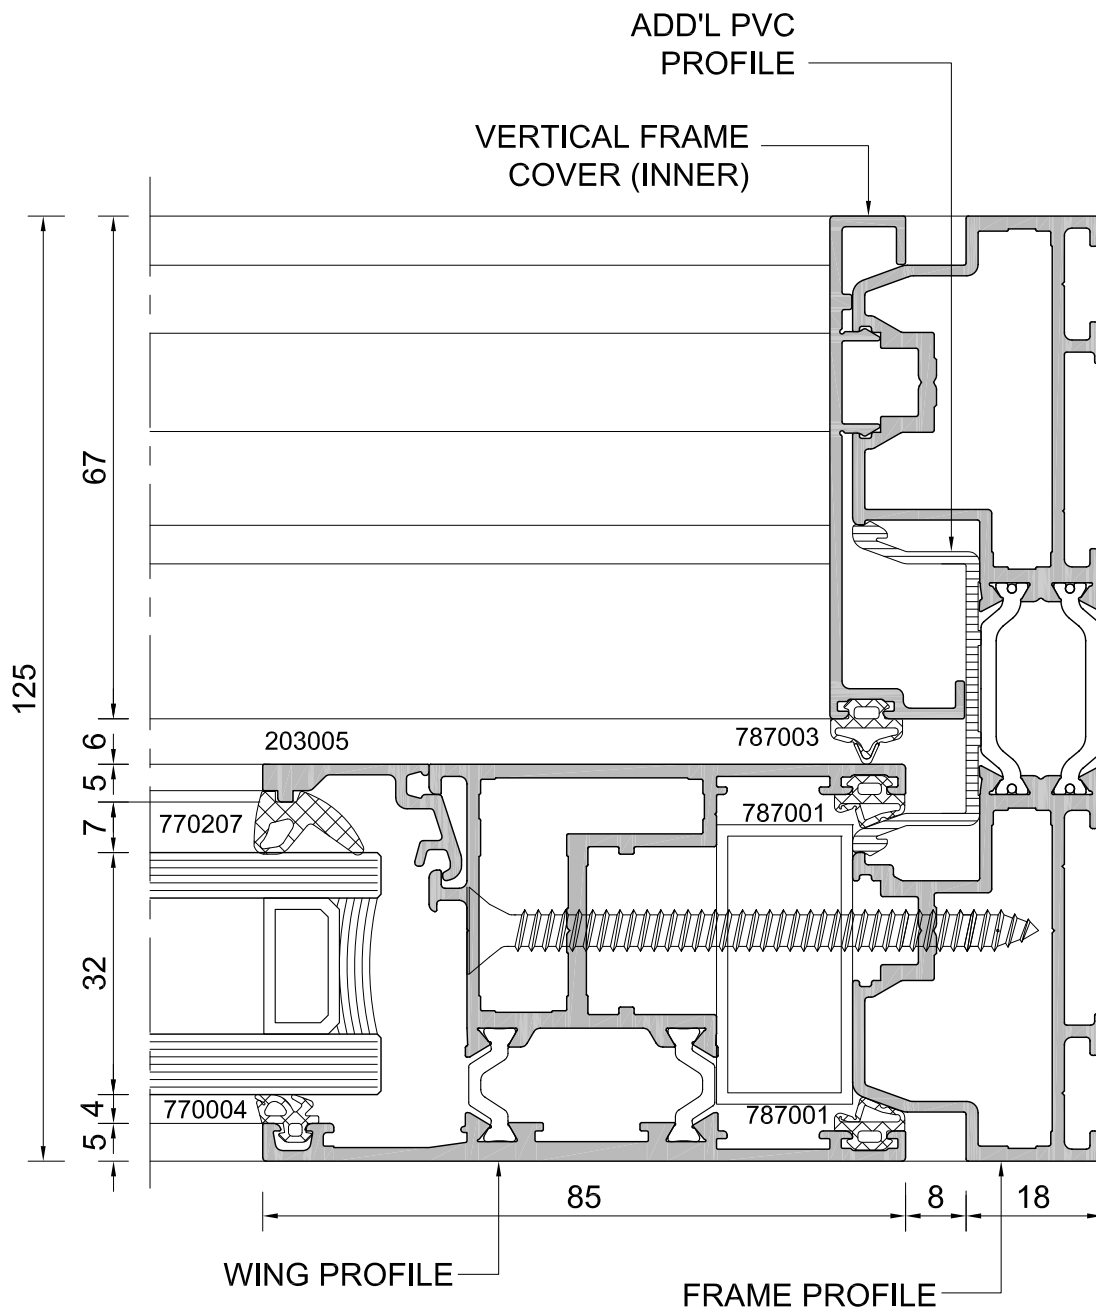 ADD'L PVC
PROFILE
VERTICAL FRAME
COVER (INNER)
67
125
6
203005
787003
5
7
770207
787001
32
4
770004
787001
5
85
8
18
WING PROFILE
FRAME PROFILE